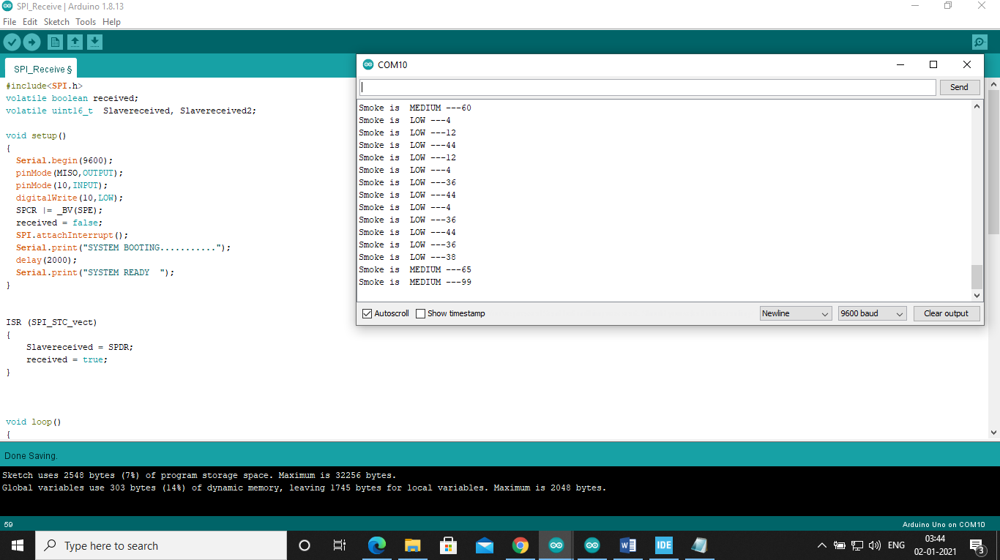 SPI_Receive | Arduino 1.8.13
File Edit Sketch Tools Help
SPI_Receive §
#include<SPI.h>
volatile boolean received;
volatile uint16_t  Slavereceived, Slavereceived2;
void setup()
{
  Serial.begin(9600);
  pinMode(MISO,OUTPUT);
  pinMode(10,INPUT);
  digitalWrite(10,LOW);
  SPCR |= _BV(SPE);
  received = false;
  SPI.attachInterrupt();
  Serial.print("SYSTEM BOOTING...........");
  delay(2000);
  Serial.print("SYSTEM READY  ");
}
ISR (SPI_STC_vect)
{
    Slavereceived = SPDR;
    received = true;
}
void loop()
{
COM10
Send
Smoke is  MEDIUM ---60
Smoke is  LOW ---4
Smoke is  LOW ---12
Smoke is  LOW ---44
Smoke is  LOW ---12
Smoke is  LOW ---4
Smoke is  LOW ---36
Smoke is  LOW ---44
Smoke is  LOW ---4
Smoke is  LOW ---36
Smoke is  LOW ---44
Smoke is  LOW ---36
Smoke is  LOW ---38
Smoke is  MEDIUM ---65
Smoke is  MEDIUM ---99
Autoscroll Show timestamp Newline 9600 baud Clear output
Done Saving.
Sketch uses 2548 bytes (7%) of program storage space. Maximum is 32256 bytes.
Global variables use 303 bytes (14%) of dynamic memory, leaving 1745 bytes for local variables. Maximum is 2048 bytes.
59 Arduino Uno on COM10
Type here to search
IDE
ENG
03:44
02-01-2021
3